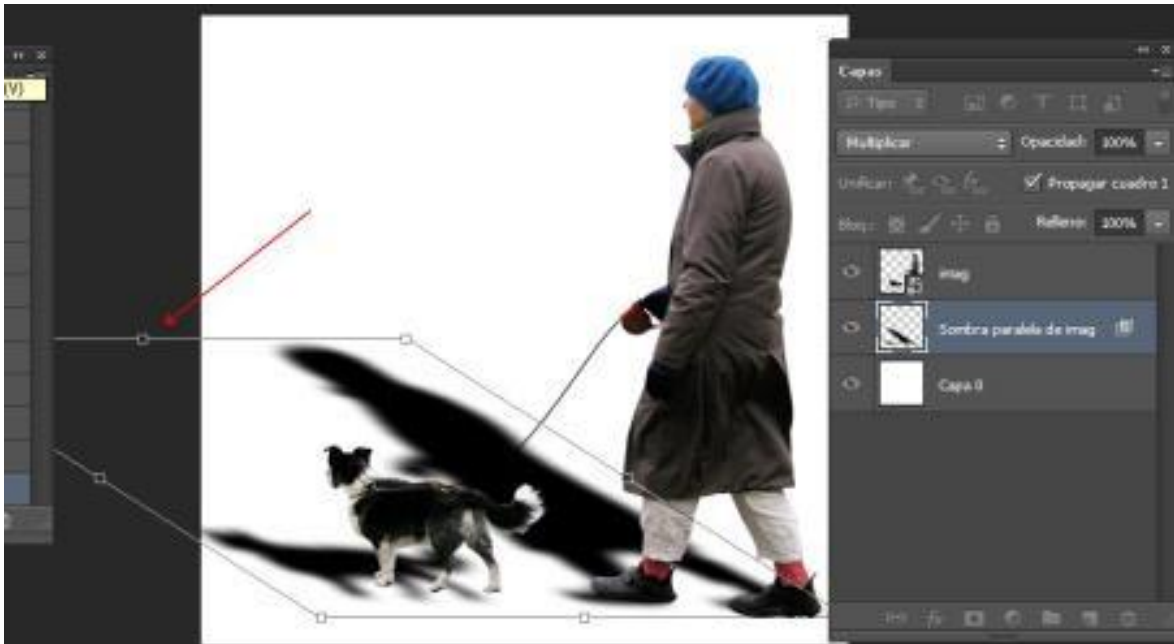 (V)
Capas
Tipo
Multiplicar Opacidad: 100%
Unificar: Propagar cuadro 1
Bloq.: Relleno: 100%
imag
Sombra paralela de imag
Capa 0
fx